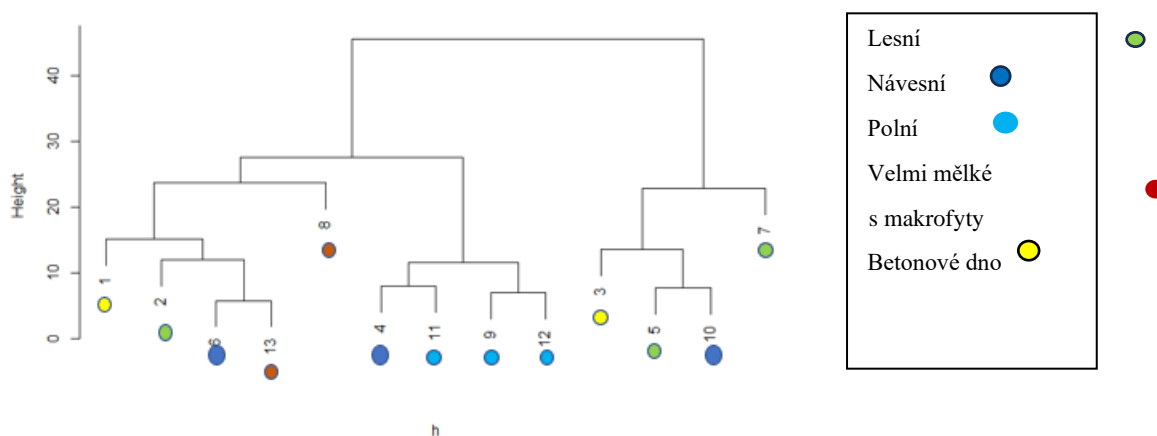 Height
40
30
20
10
0
1
2
6
13
8
4
11
9
12
3
5
10
7
h
Lesní
Návesní
Polní
Velmi mělké
s makrofyty
Betonové dno